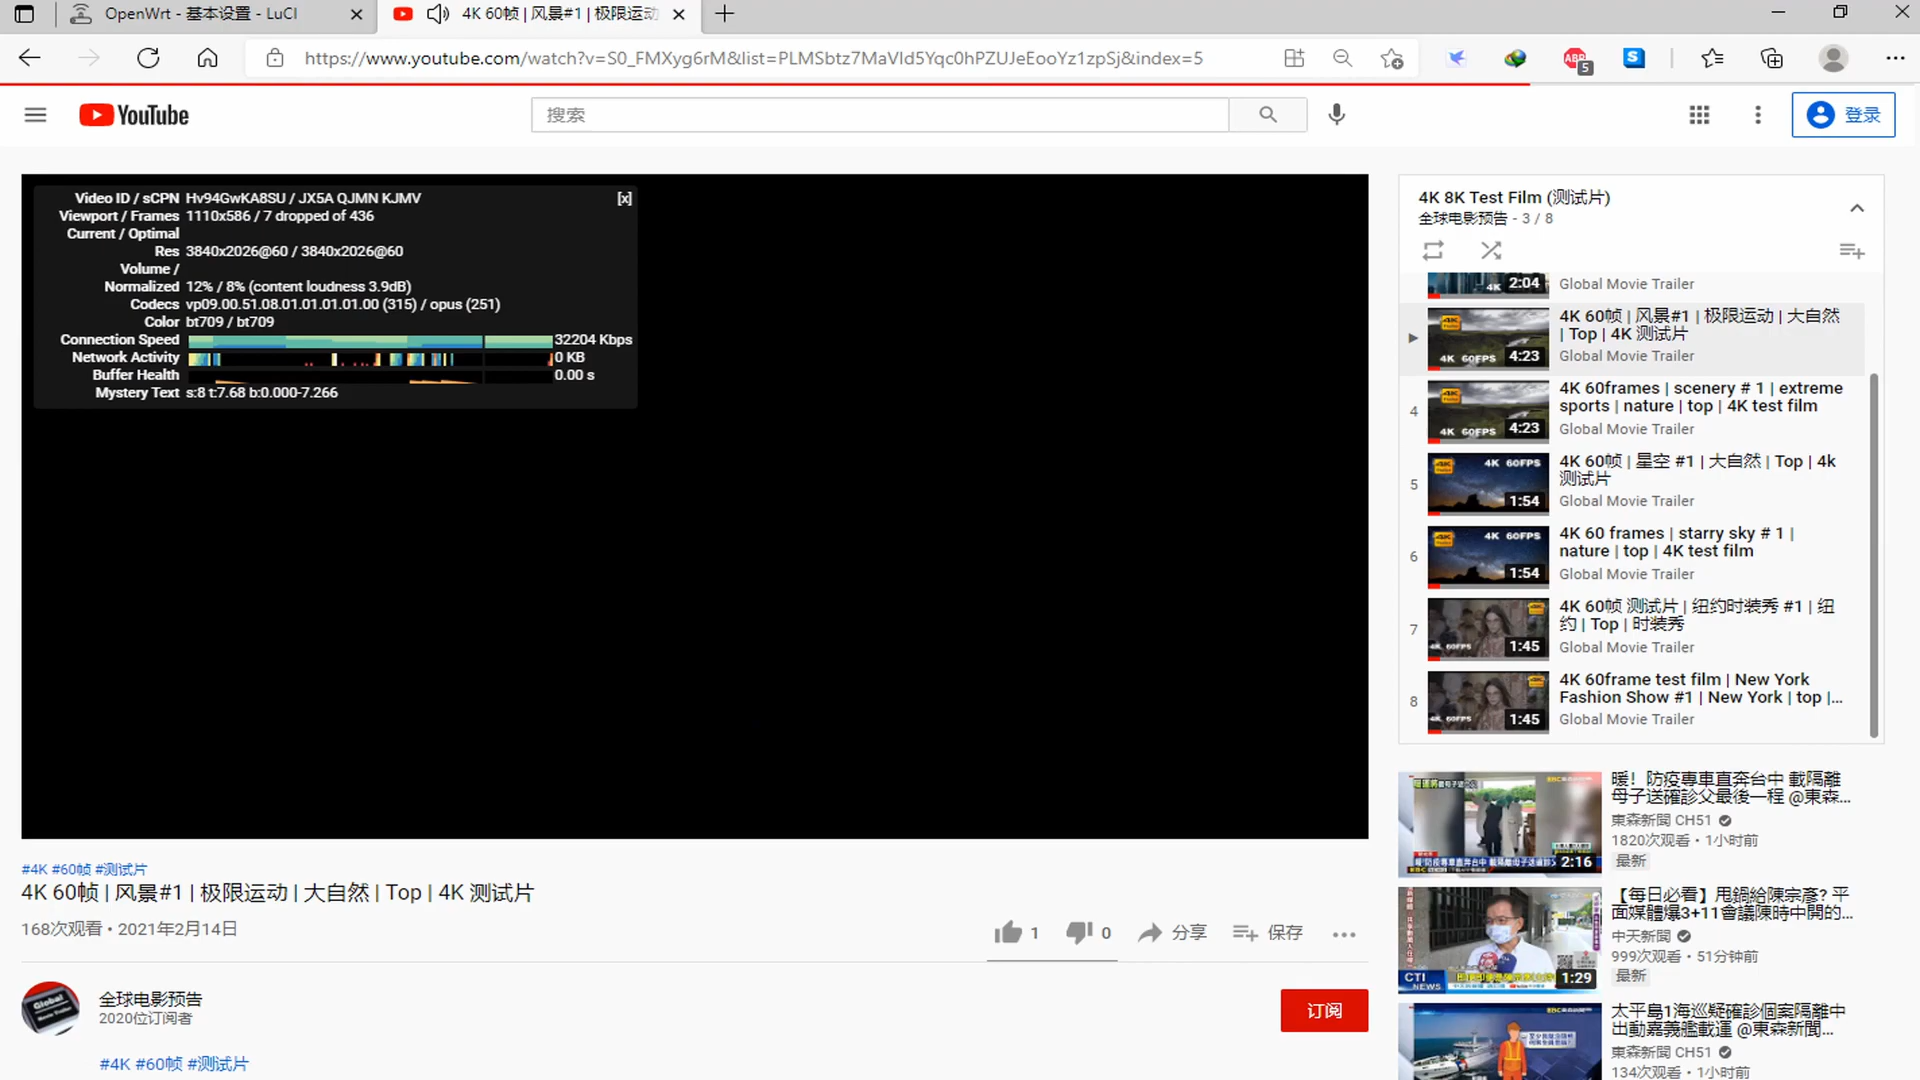 OpenWrt - 基本设置 - LuCI
4K 60帧 | 风景#1 | 极限运动
https://www.youtube.com/watch?v=S0_FMXyg6rM&list=PLMSbtz7MaVld5Yqc0hPZUJeEooYz1zpSj&index=5
ABP
5
S
YouTube
搜索
登录
Video ID / sCPN Hv94GwKA8SU / JX5A QJMN KJMV
[x]
Viewport / Frames 1110x586 / 7 dropped of 436
Current / Optimal
Res 3840x2026@60 / 3840x2026@60
Volume /
Normalized 12% / 8% (content loudness 3.9dB)
Codecs vp09.00.51.08.01.01.01.01.00 (315) / opus (251)
Color bt709 / bt709
Connection Speed 32204 Kbps
Network Activity 0 KB
Buffer Health 0.00 s
Mystery Text s:8 t:7.68 b:0.000-7.266
#4K #60帧 #测试片
4K 60帧 | 风景#1 | 极限运动 | 大自然 | Top | 4K 测试片
168次观看 • 2021年2月14日
1
0
分享
保存
全球电影预告
2020位订阅者
订阅
#4K #60帧 #测试片
4K 8K Test Film (测试片)
全球电影预告 - 3 / 8
4K 2:04
Global Movie Trailer
4K 60帧 | 风景#1 | 极限运动 | 大自然
| Top | 4K 测试片
Global Movie Trailer
4K 60FPS 4:23
4
4K 60frames | scenery # 1 | extreme
sports | nature | top | 4K test film
Global Movie Trailer
4K 60FPS 4:23
5
4K 60帧 | 星空 #1 | 大自然 | Top | 4k
测试片
Global Movie Trailer
4K 60FPS
1:54
6
4K 60 frames | starry sky # 1 |
nature | top | 4K test film
Global Movie Trailer
4K 60FPS
1:54
7
4K 60帧 测试片 | 纽约时装秀 #1 | 纽
约 | Top | 时装秀
Global Movie Trailer
4K 60FPS 1:45
8
4K 60frame test film | New York
Fashion Show #1 | New York | top |...
Global Movie Trailer
4K 60FPS 1:45
暖！防疫專車直奔台中 載隔離
母子送確診父最後一程 @東森...
東森新聞 CH51
1820次观看 • 1小时前
最新
2:16
【每日必看】甩鍋給陳宗彥? 平
面媒體爆3+11會議陳時中開的...
中天新聞
999次观看 • 51分钟前
最新
CTI
NEWS
1:29
太平島1海巡疑確診個案隔離中
出動嘉義艦載運 @東森新聞...
東森新聞 CH51
134次观看 • 1小时前